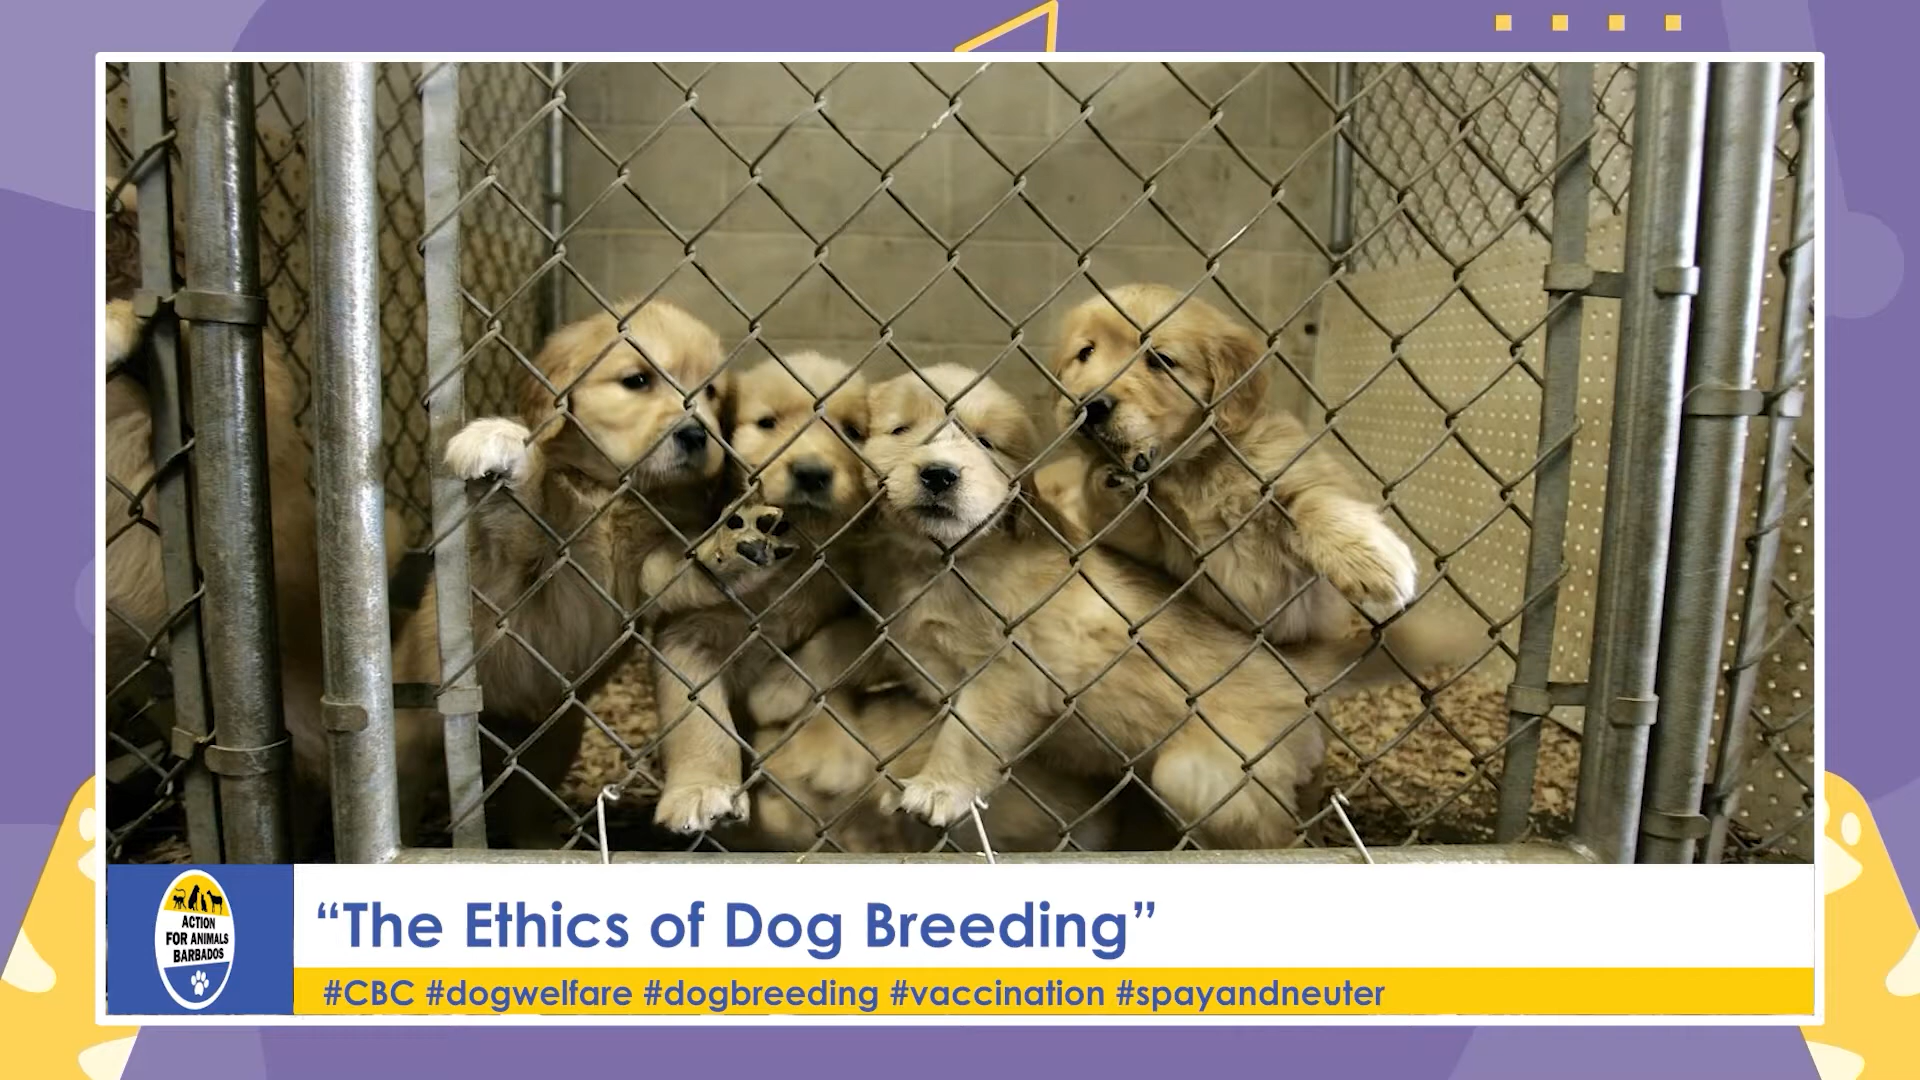 ACTION
FOR ANIMALS
BARBADOS
“The Ethics of Dog Breeding”
#CBC #dogwelfare #dogbreeding #vaccination #spayandneuter